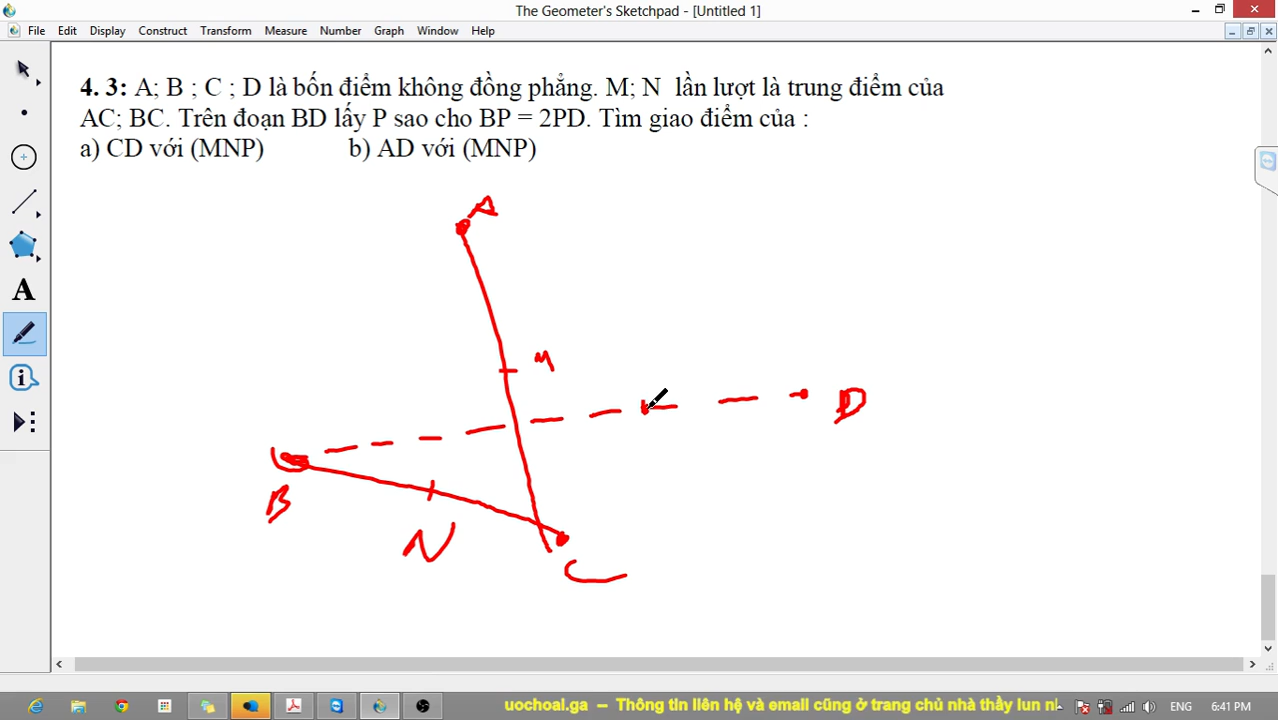 The Geometer's Sketchpad - [Untitled 1]
File Edit Display Construct Transform Measure Number Graph Window Help
4. 3: A; B ; C ; D là bốn điểm không đồng phẳng. M; N lần lượt là trung điểm của
AC; BC. Trên đoạn BD lấy P sao cho BP = 2PD. Tìm giao điểm của :
a) CD với (MNP) b) AD với (MNP)
A
M
D
B
N
C
A
uochoal.ga -- Thông tin liên hệ và email cũng ở trang chủ nhà thầy lun n
ENG 6:41 PM